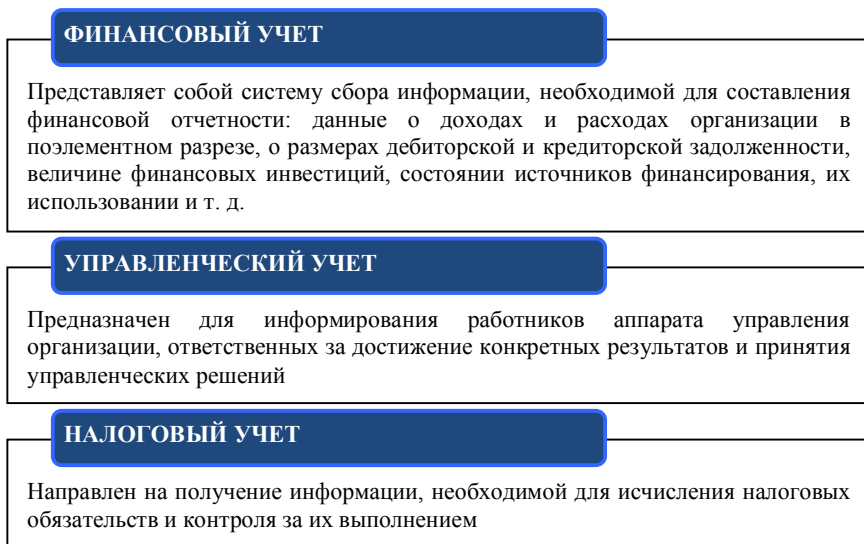 ФИНАНСОВЫЙ УЧЕТ
Представляет собой систему сбора информации, необходимой для составления
финансовой отчетности: данные о доходах и расходах организации в
поэлементном разрезе, о размерах дебиторской и кредиторской задолженности,
величине финансовых инвестиций, состоянии источников финансирования, их
использовании и т. д.
УПРАВЛЕНЧЕСКИЙ УЧЕТ
Предназначен для информирования работников аппарата управления
организации, ответственных за достижение конкретных результатов и принятия
управленческих решений
НАЛОГОВЫЙ УЧЕТ
Направлен на получение информации, необходимой для исчисления налоговых
обязательств и контроля за их выполнением